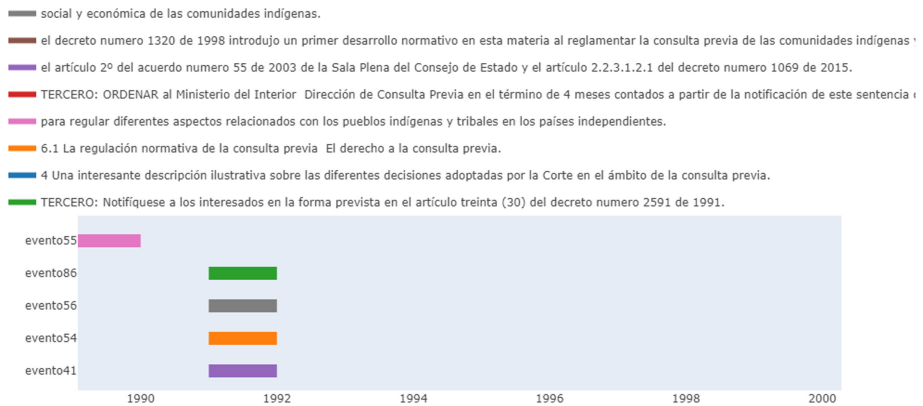 social y económica de las comunidades indígenas.
el decreto numero 1320 de 1998 introdujo un primer desarrollo normativo en esta materia al reglamentar la consulta previa de las comunidades indígenas
el artículo 2º del acuerdo numero 55 de 2003 de la Sala Plena del Consejo de Estado y el artículo 2.2.3.1.2.1 del decreto numero 1069 de 2015.
TERCERO: ORDENAR al Ministerio del Interior  Dirección de Consulta Previa en el término de 4 meses contados a partir de la notificación de este sentencia
para regular diferentes aspectos relacionados con los pueblos indígenas y tribales en los países independientes.
6.1 La regulación normativa de la consulta previa  El derecho a la consulta previa.
4 Una interesante descripción ilustrativa sobre las diferentes decisiones adoptadas por la Corte en el ámbito de la consulta previa.
TERCERO: Notifíquese a los interesados en la forma prevista en el artículo treinta (30) del decreto numero 2591 de 1991.
evento55
evento86
evento56
evento54
evento41
1990 1992 1994 1996 1998 2000